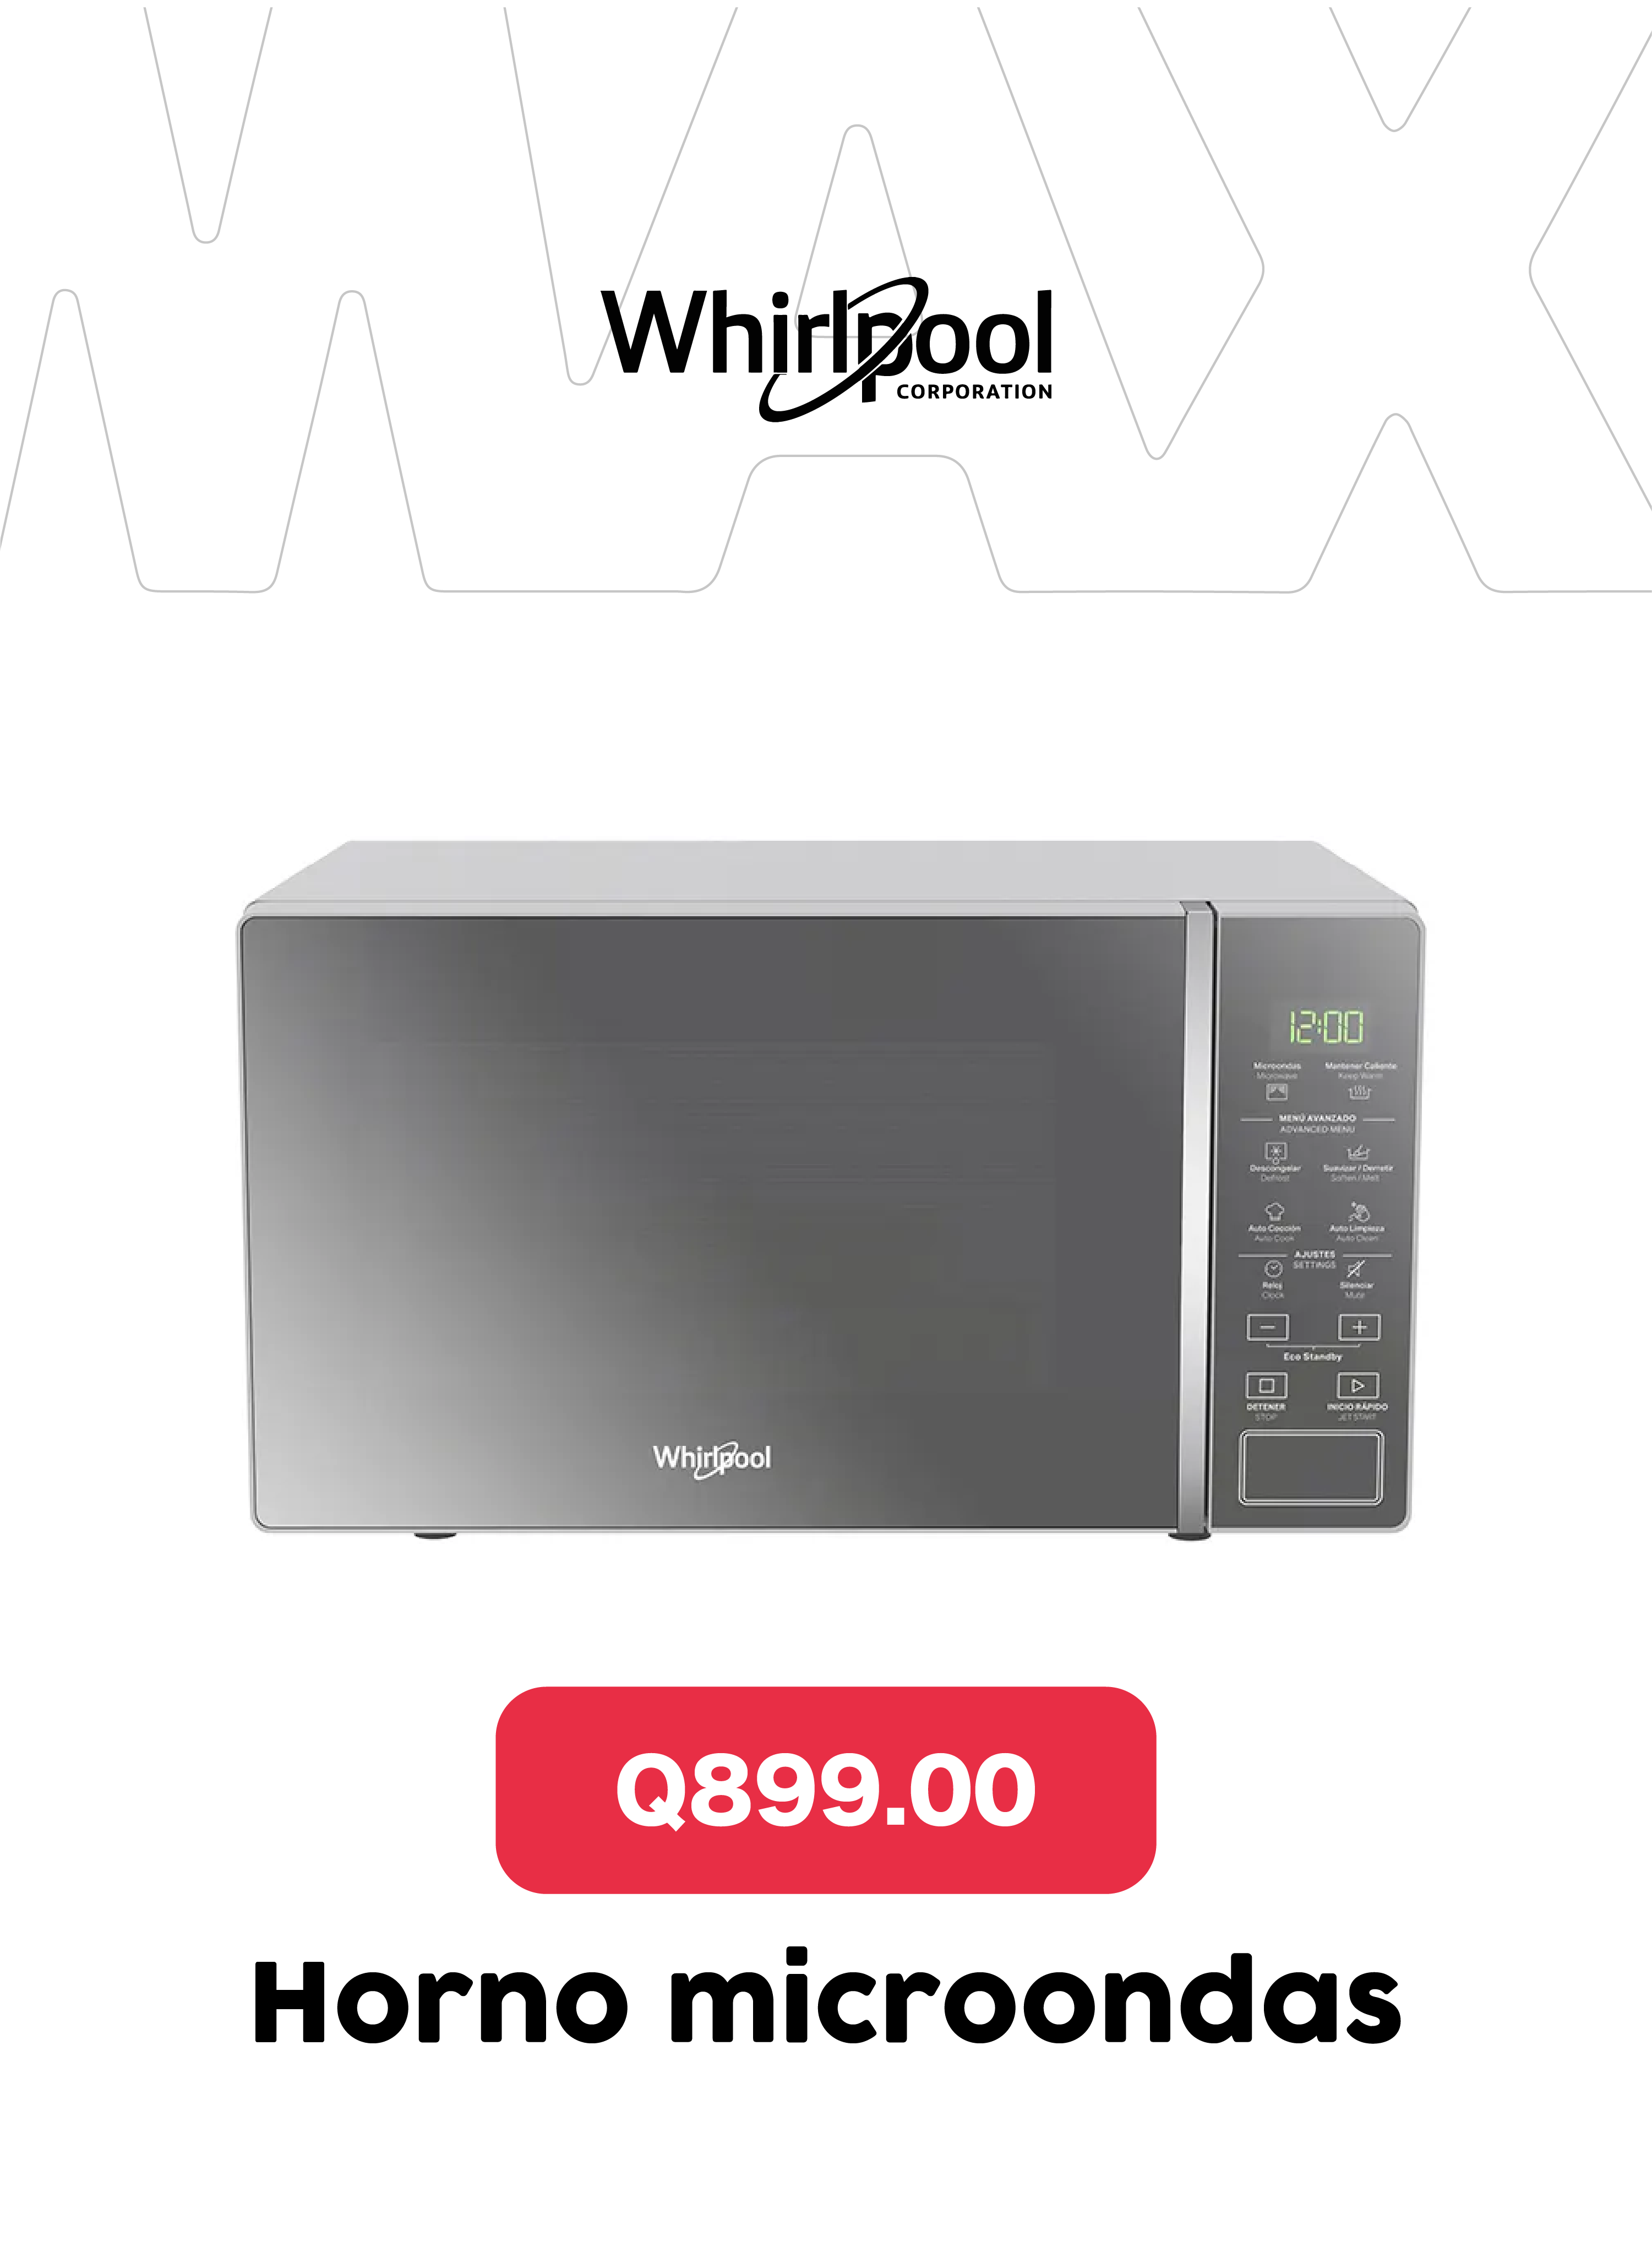 MAX
Whirlpool
CORPORATION
12:00
Microondas Mantener Caliente
Microwave Keep Warm
MENÚ AVANZADO
ADVANCED MENU
Descongelar Suavizar / Derretir
Defrost Soften / Melt
Auto Cocción Auto Limpieza
Auto Cook Auto Clean
AJUSTES
SETTINGS
Reloj Silenciar
Clock Mute
− +
Eco Standby
DETENER INICIO RÁPIDO
STOP JET START
Whirlpool
Q899.00
Horno microondas